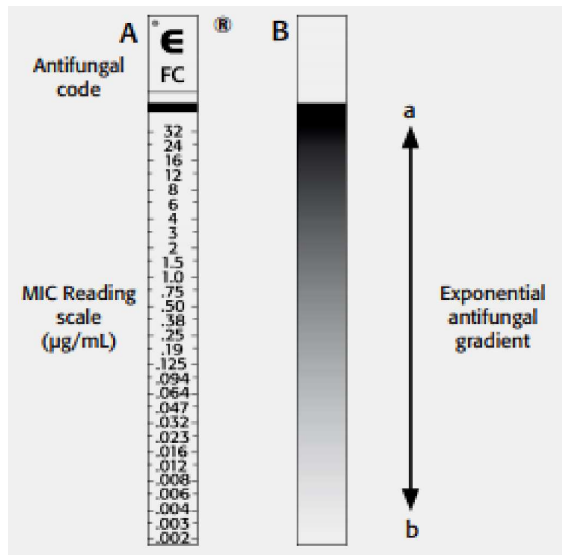 A
B
®
ε
FC
Antifungal
code
32
24
16
12
8
6
4
3
2
1.5
1.0
.75
.50
.38
.25
.19
.125
.094
.064
.047
.032
.023
.016
.012
.008
.006
.004
.003
.002
MIC Reading
scale
(µg/mL)
a
Exponential
antifungal
gradient
b